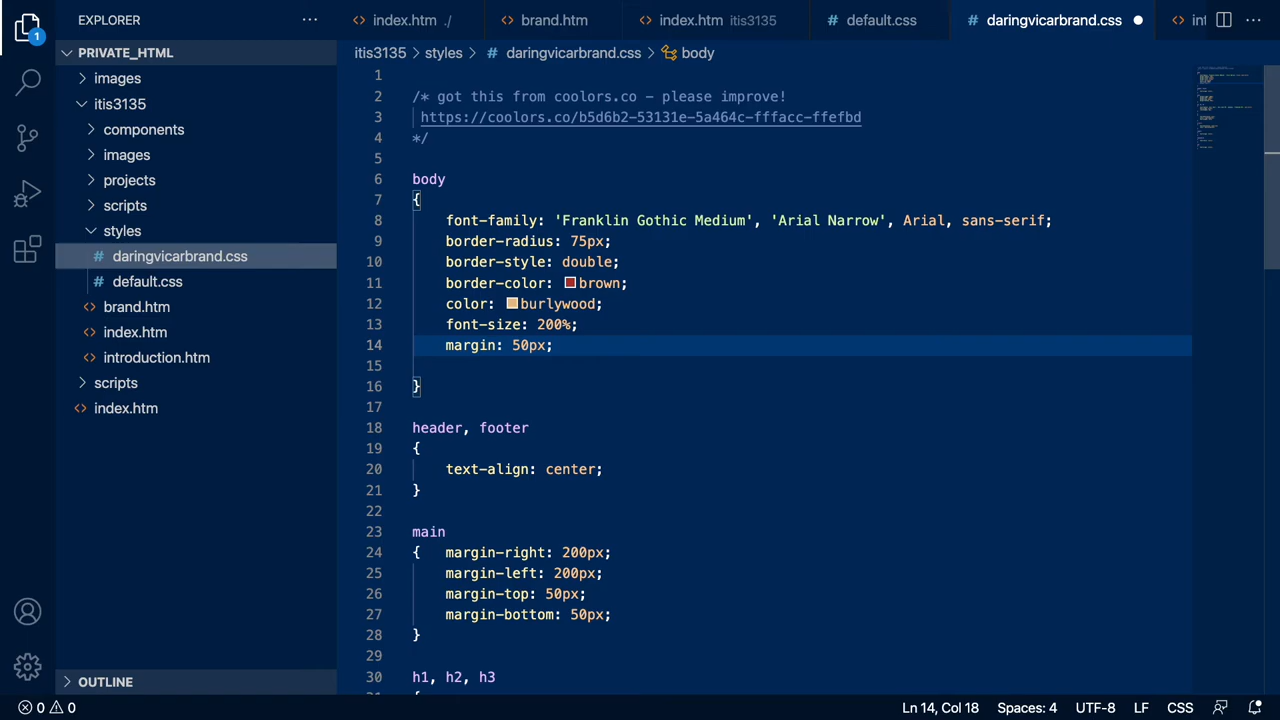 EXPLORER
index.htm ./
brand.htm
index.htm itis3135
default.css
daringvicarbrand.css
PRIVATE_HTML
itis3135 > styles > # daringvicarbrand.css > body
images
itis3135
components
images
projects
scripts
styles
# daringvicarbrand.css
# default.css
brand.htm
index.htm
introduction.htm
scripts
index.htm
OUTLINE
1
2 /* got this from coolors.co - please improve!
3 https://coolors.co/b5d6b2-53131e-5a464c-fffacc-ffefbd
4 */
5
6 body
7 {
8 font-family: 'Franklin Gothic Medium', 'Arial Narrow', Arial, sans-serif;
9 border-radius: 75px;
10 border-style: double;
11 border-color: brown;
12 color: burlywood;
13 font-size: 200%;
14 margin: 50px;
15
16 }
17
18 header, footer
19 {
20 text-align: center;
21 }
22
23 main
24 { margin-right: 200px;
25 margin-left: 200px;
26 margin-top: 50px;
27 margin-bottom: 50px;
28 }
29
30 h1, h2, h3
1
0 0
Ln 14, Col 18
Spaces: 4
UTF-8
LF
CSS